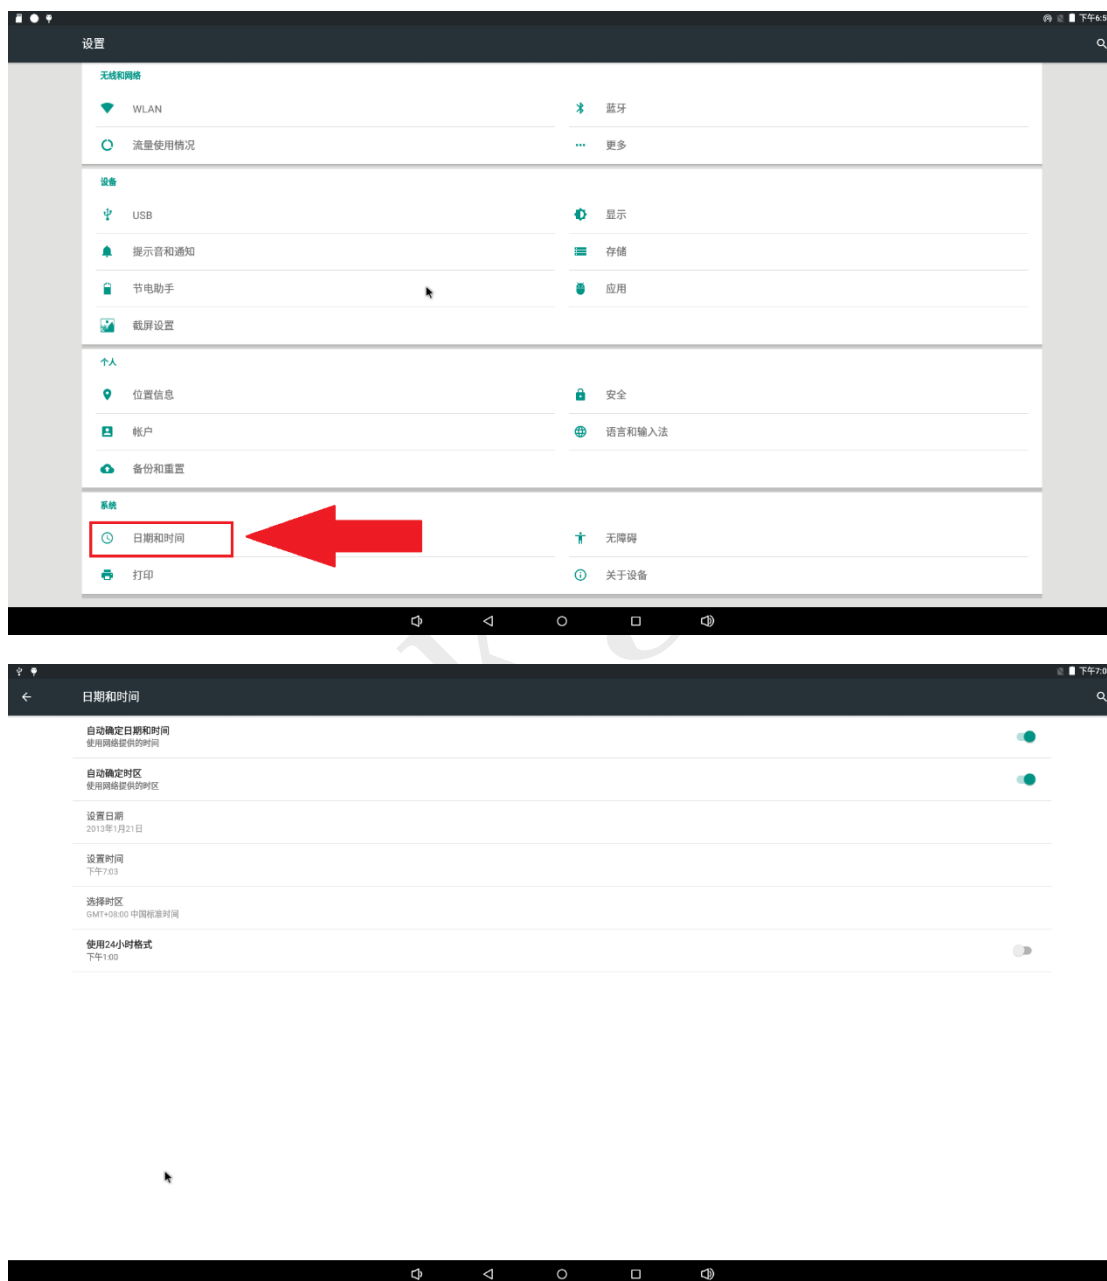 下午6:5
设置
无线和网络
WLAN
蓝牙
流量使用情况
更多
设备
USB
显示
提示音和通知
存储
节电助手
应用
截屏设置
个人
位置信息
安全
帐户
语言和输入法
备份和重置
系统
日期和时间
无障碍
打印
关于设备
下午7:0
日期和时间
自动确定日期和时间
使用网络提供的时间
自动确定时区
使用网络提供的时区
设置日期
2013年1月21日
设置时间
下午7:03
选择时区
GMT+08:00 中国标准时间
使用24小时格式
下午1:00